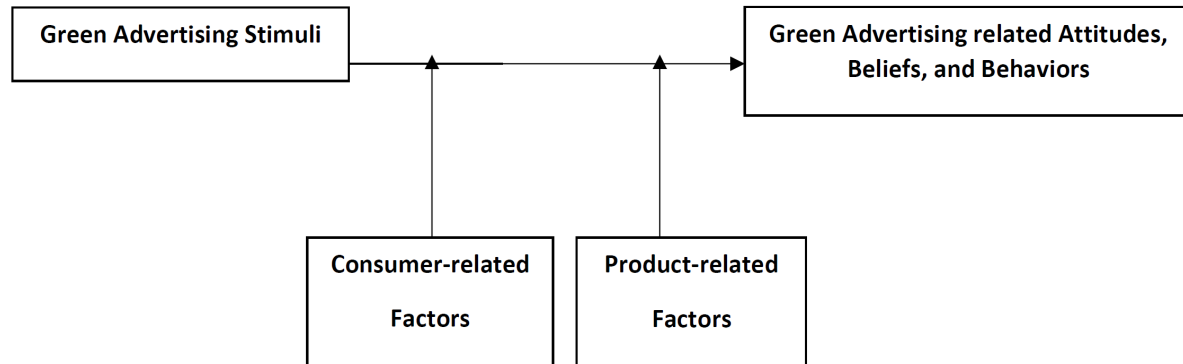 Green Advertising Stimuli
Green Advertising related Attitudes,
Beliefs, and Behaviors
Consumer-related
Factors
Product-related
Factors